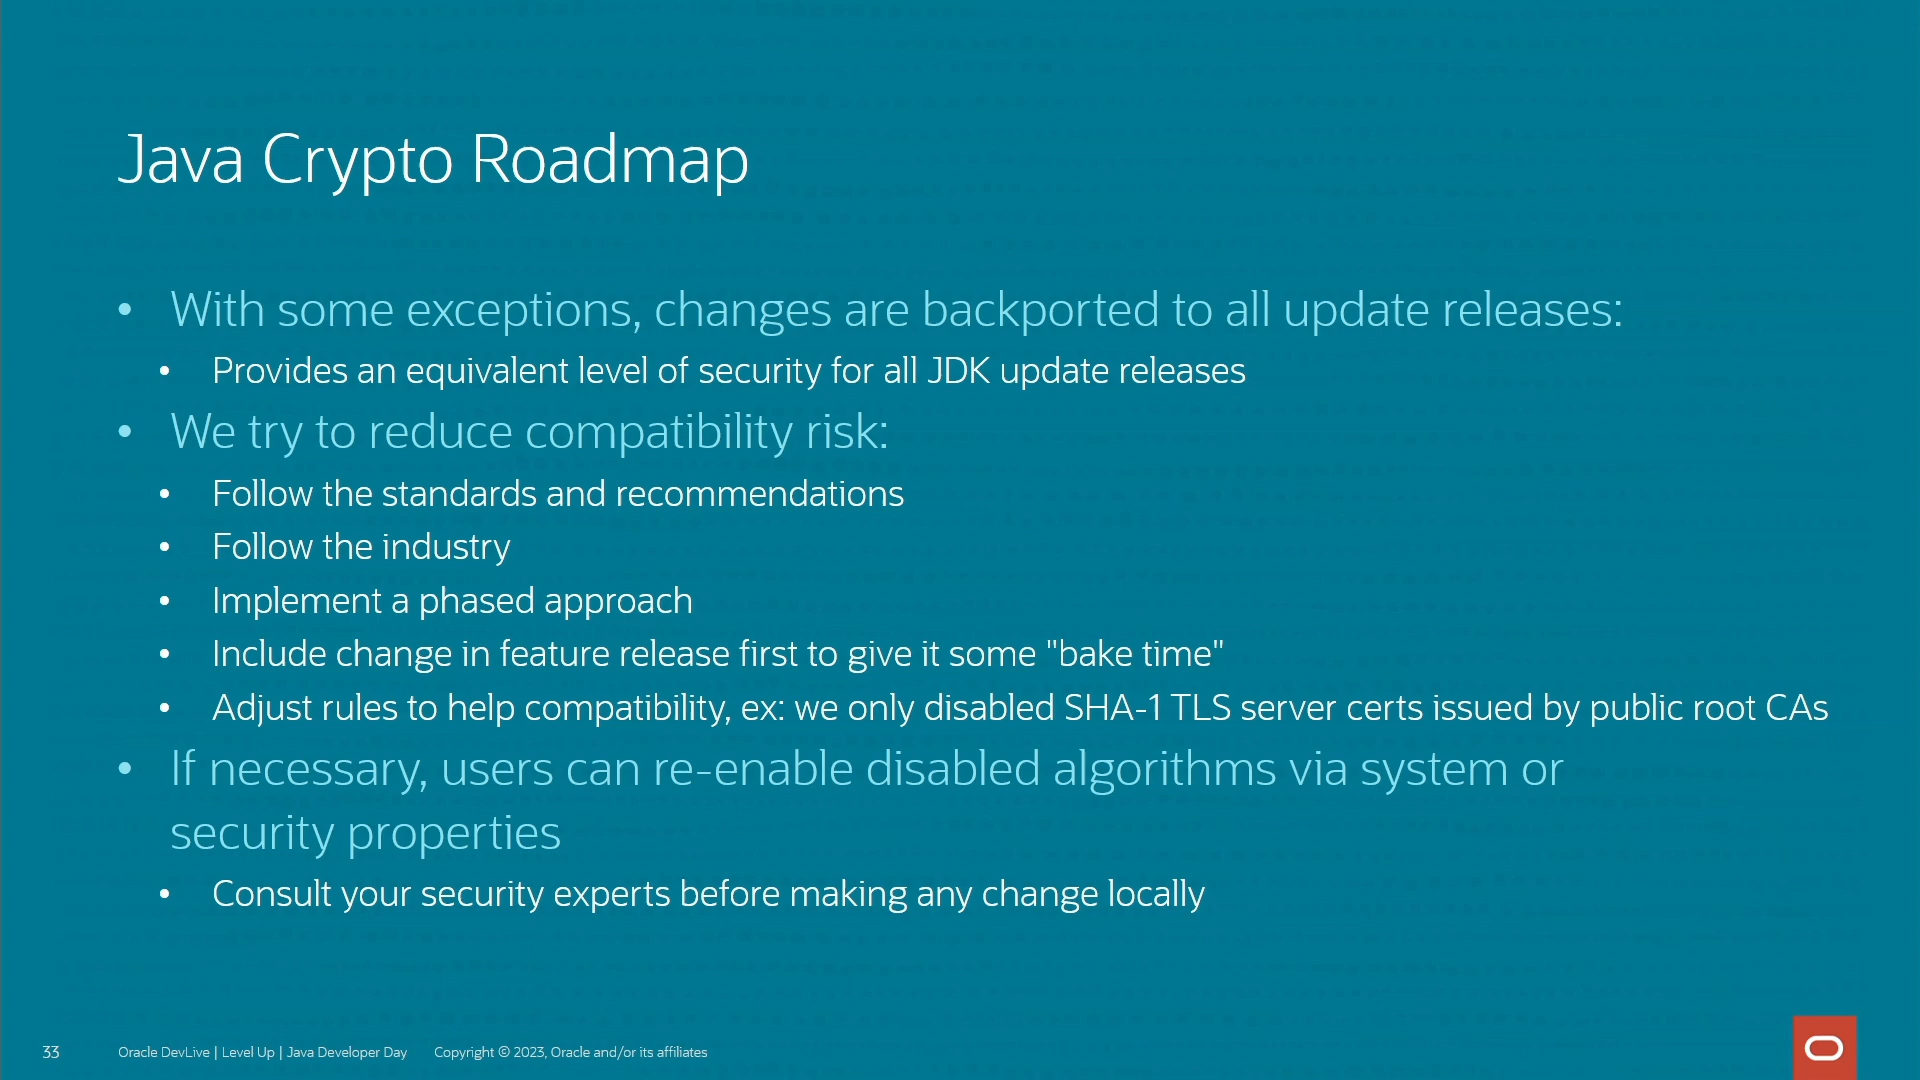 Java Crypto Roadmap
• With some exceptions, changes are backported to all update releases:
• Provides an equivalent level of security for all JDK update releases
• We try to reduce compatibility risk:
• Follow the standards and recommendations
• Follow the industry
• Implement a phased approach
• Include change in feature release first to give it some "bake time"
• Adjust rules to help compatibility, ex: we only disabled SHA-1 TLS server certs issued by public root CAs
• If necessary, users can re-enable disabled algorithms via system or
security properties
• Consult your security experts before making any change locally
33 Oracle DevLive | Level Up | Java Developer Day Copyright © 2023, Oracle and/or its affiliates